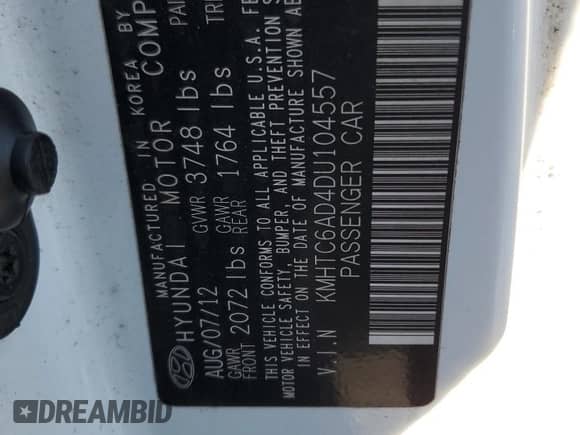 MANUFACTURED IN KOREA BY
HYUNDAI MOTOR COMP
AUG/07/12 GVWR 3748 lbs PAI
GAWR FRONT 2072 lbs GAWR REAR 1764 lbs TRI
THIS VEHICLE CONFORMS TO ALL APPLICABLE U.S.A. FE
MOTOR VEHICLE SAFETY, BUMPER, AND THEFT PREVENTION S
IN EFFECT ON THE DATE OF MANUFACTURE SHOWN AB
V.I.N KMHTC6AD4DU104557
PASSENGER CAR
DREAMBID